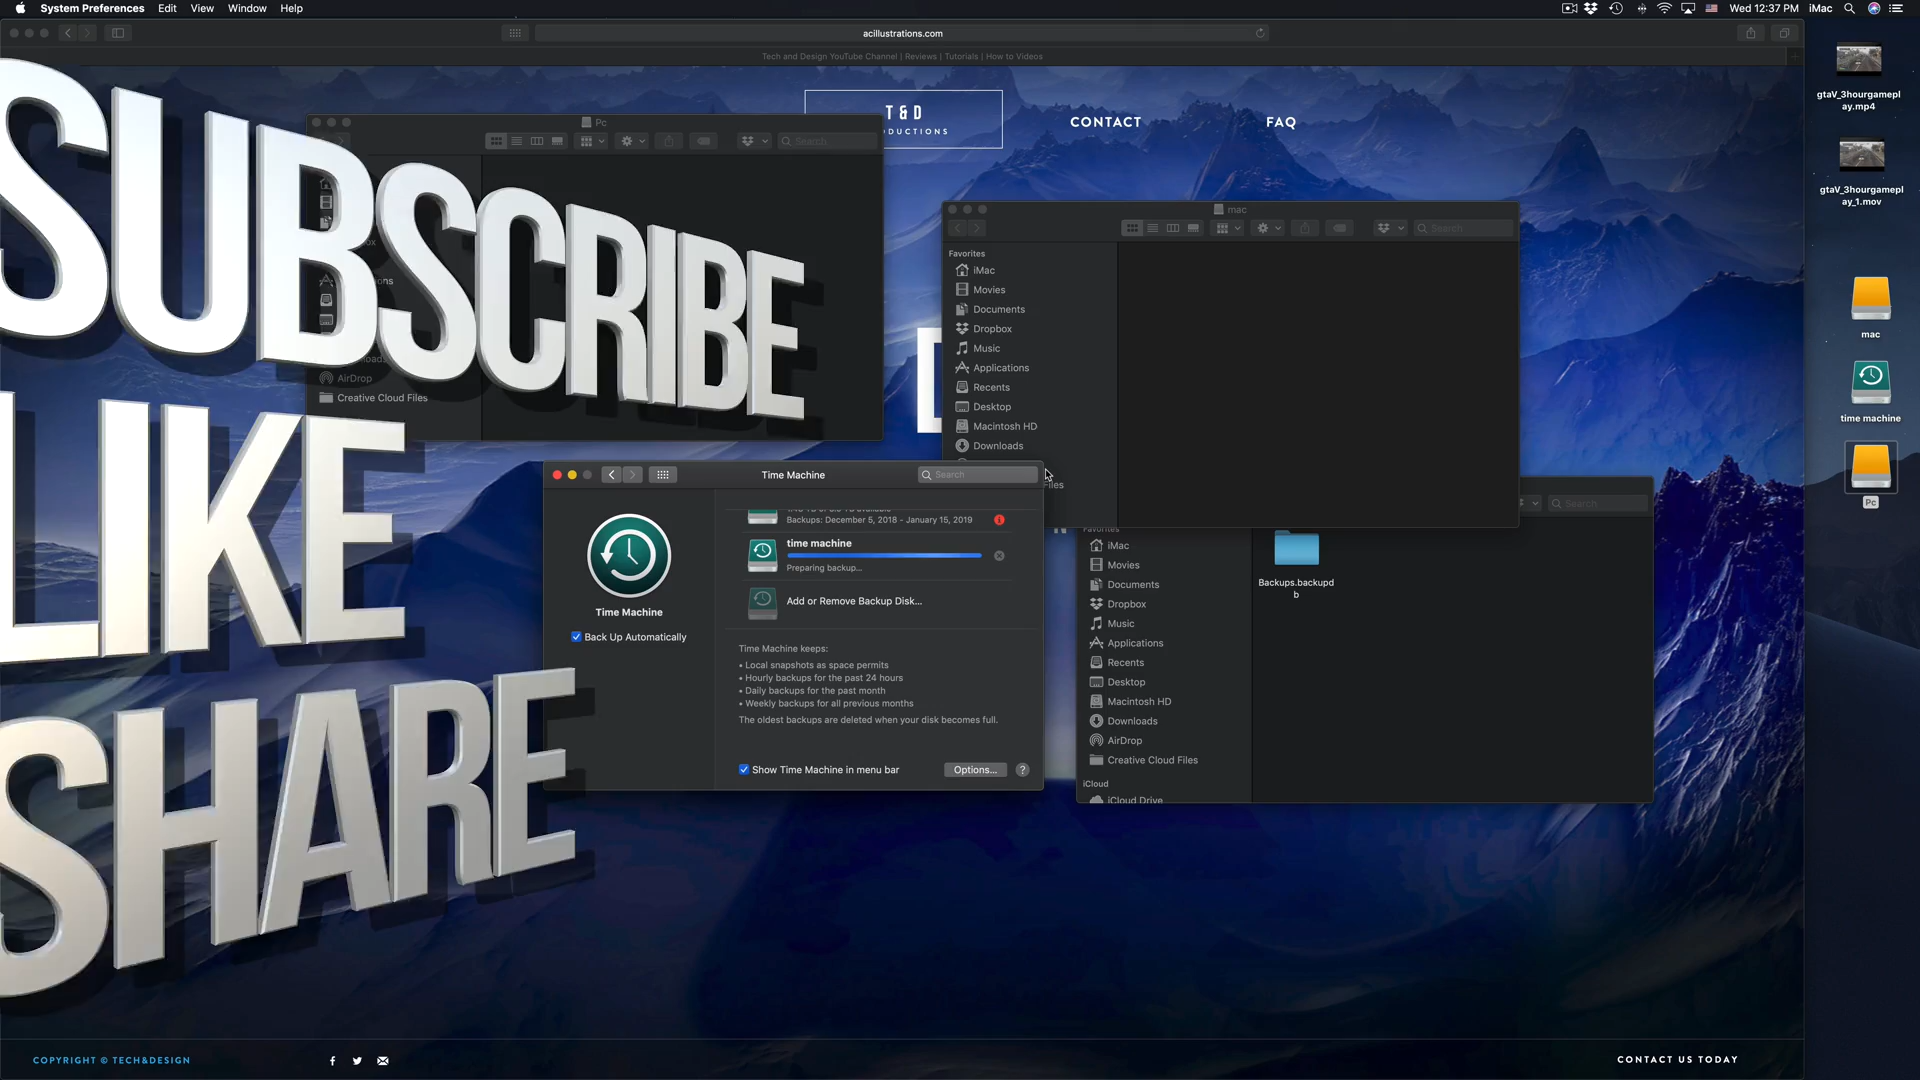 System Preferences Edit View Window Help
Wed 12:37 PM iMac
acillustrations.com
Tech and Design YouTube Channel | Reviews | Tutorials | How to Videos
T & D
CONTACT
FAQ
SUBSCRIBE
LIKE
SHARE
Pc
Search
AirDrop
Creative Cloud Files
mac
Search
Favorites
iMac
Movies
Documents
Dropbox
Music
Applications
Recents
Desktop
Macintosh HD
Downloads
Files
Time Machine
Search
Backups: December 5, 2018 - January 15, 2019
time machine
Preparing backup...
Add or Remove Backup Disk...
Time Machine
Back Up Automatically
Time Machine keeps:
• Local snapshots as space permits
• Hourly backups for the past 24 hours
• Daily backups for the past month
• Weekly backups for all previous months
The oldest backups are deleted when your disk becomes full.
Show Time Machine in menu bar
Options...
?
Search
Favorites
iMac
Movies
Documents
Dropbox
Music
Applications
Recents
Desktop
Macintosh HD
Downloads
AirDrop
Creative Cloud Files
iCloud
iCloud Drive
Backups.backupd
b
gtaV_3hourgamepl
ay.mp4
gtaV_3hourgamepl
ay_1.mov
mac
time machine
Pc
COPYRIGHT © TECH&DESIGN
CONTACT US TODAY